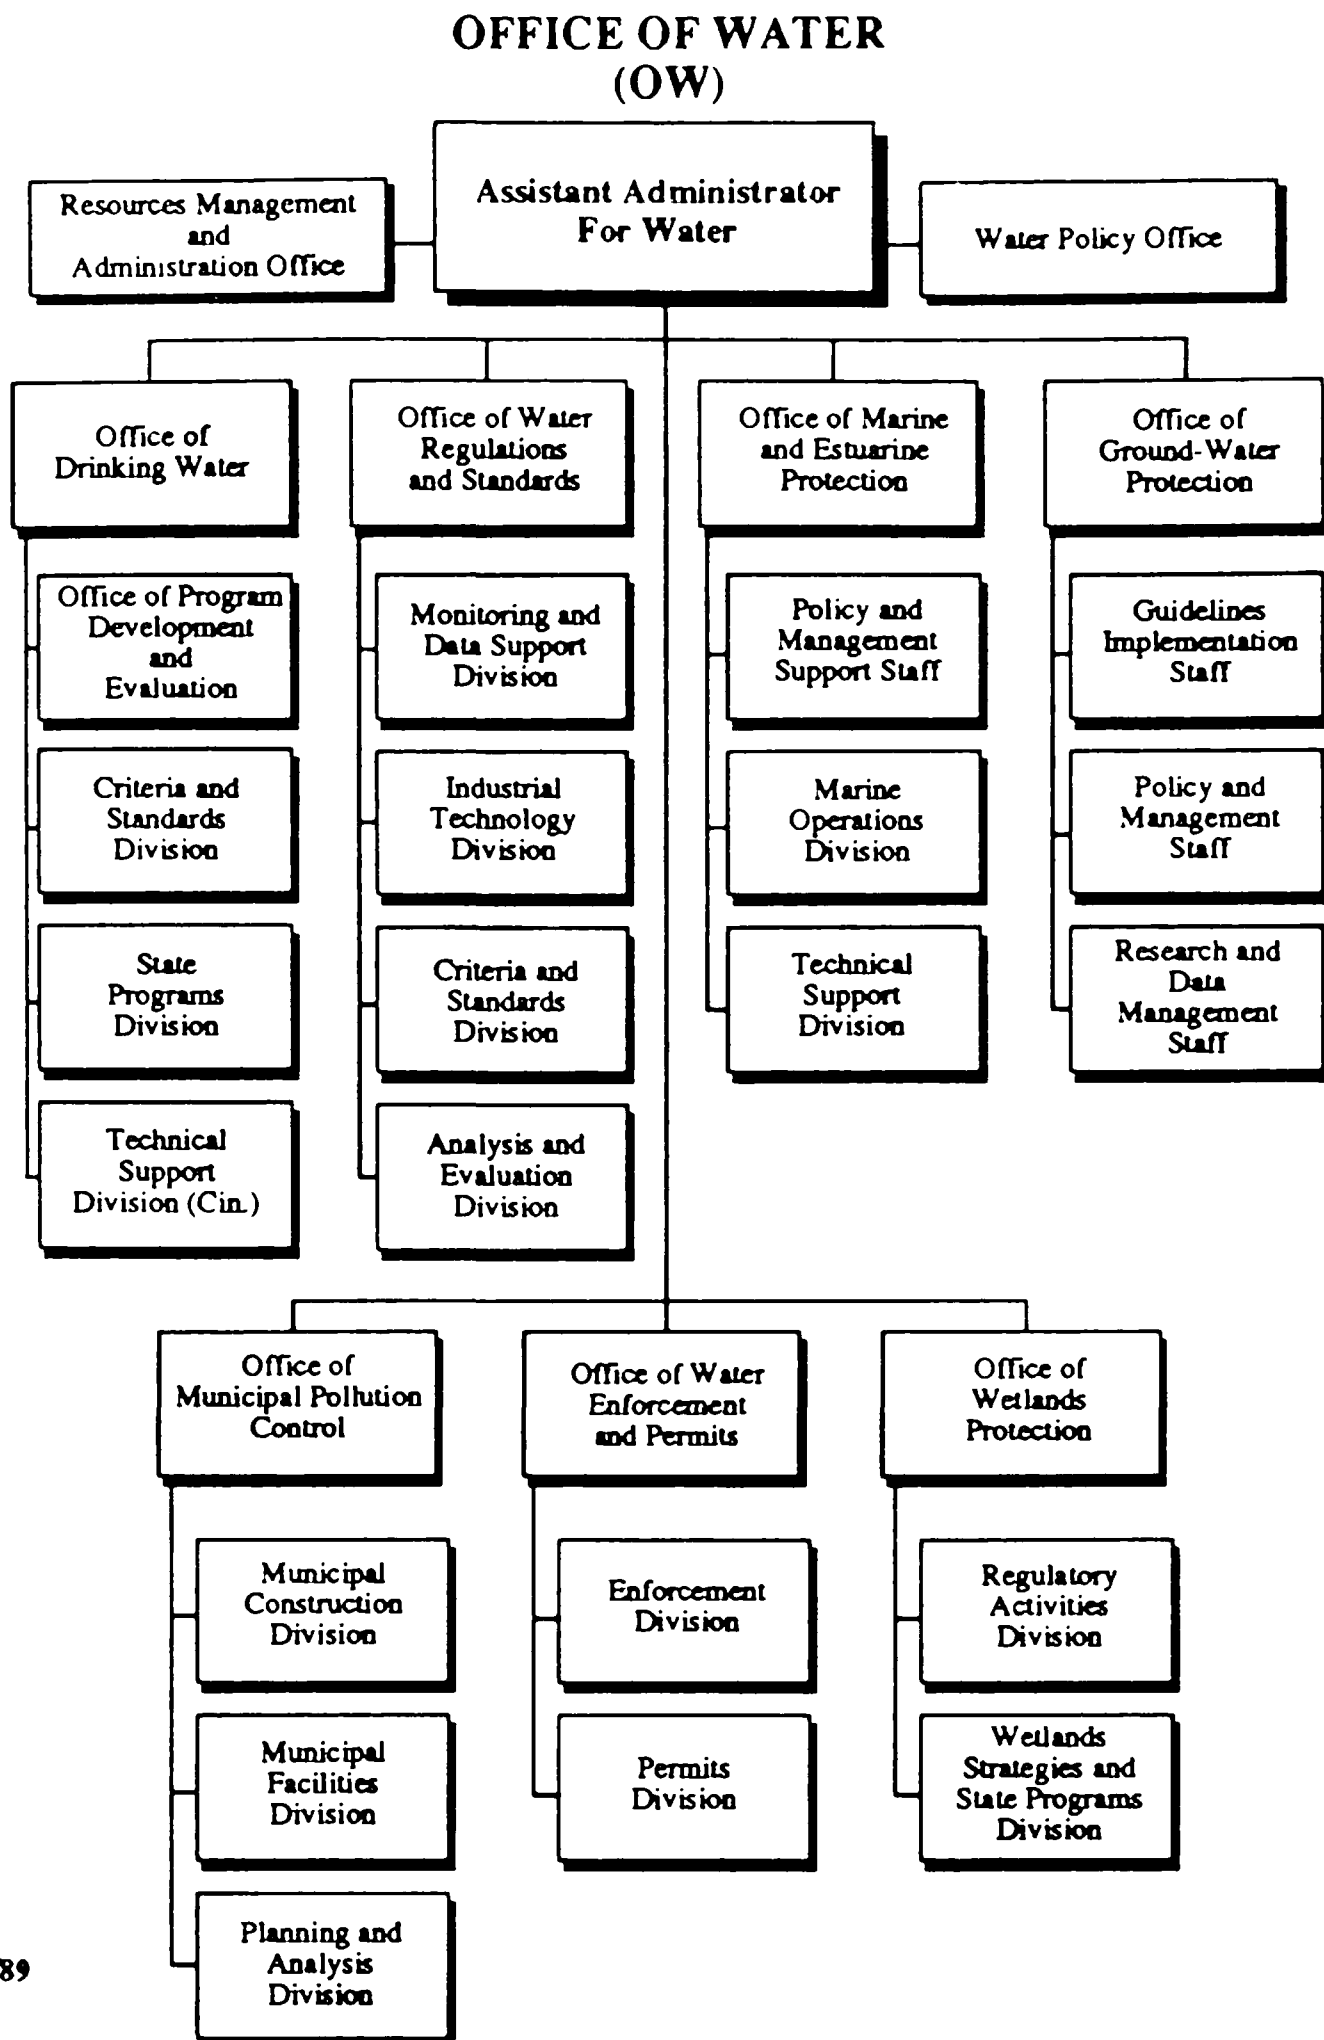 OFFICE OF WATER
(OW)
Assistant Administrator
For Water
Resources Management
and
Administration Office
Water Policy Office
Office of
Drinking Water
Office of Water
Regulations
and Standards
Office of Marine
and Estuarine
Protection
Office of
Ground-Water
Protection
Office of Program
Development
and
Evaluation
Monitoring and
Data Support
Division
Policy and
Management
Support Staff
Guidelines
Implementation
Staff
Criteria and
Standards
Division
Industrial
Technology
Division
Marine
Operations
Division
Policy and
Management
Staff
State
Programs
Division
Criteria and
Standards
Division
Technical
Support
Division
Research and
Data
Management
Staff
Technical
Support
Division (Cin.)
Analysis and
Evaluation
Division
Office of
Municipal Pollution
Control
Office of Water
Enforcement
and Permits
Office of
Wetlands
Protection
Municipal
Construction
Division
Enforcement
Division
Regulatory
Activities
Division
Municipal
Facilities
Division
Permits
Division
Wetlands
Strategies and
State Programs
Division
Planning and
Analysis
Division
89